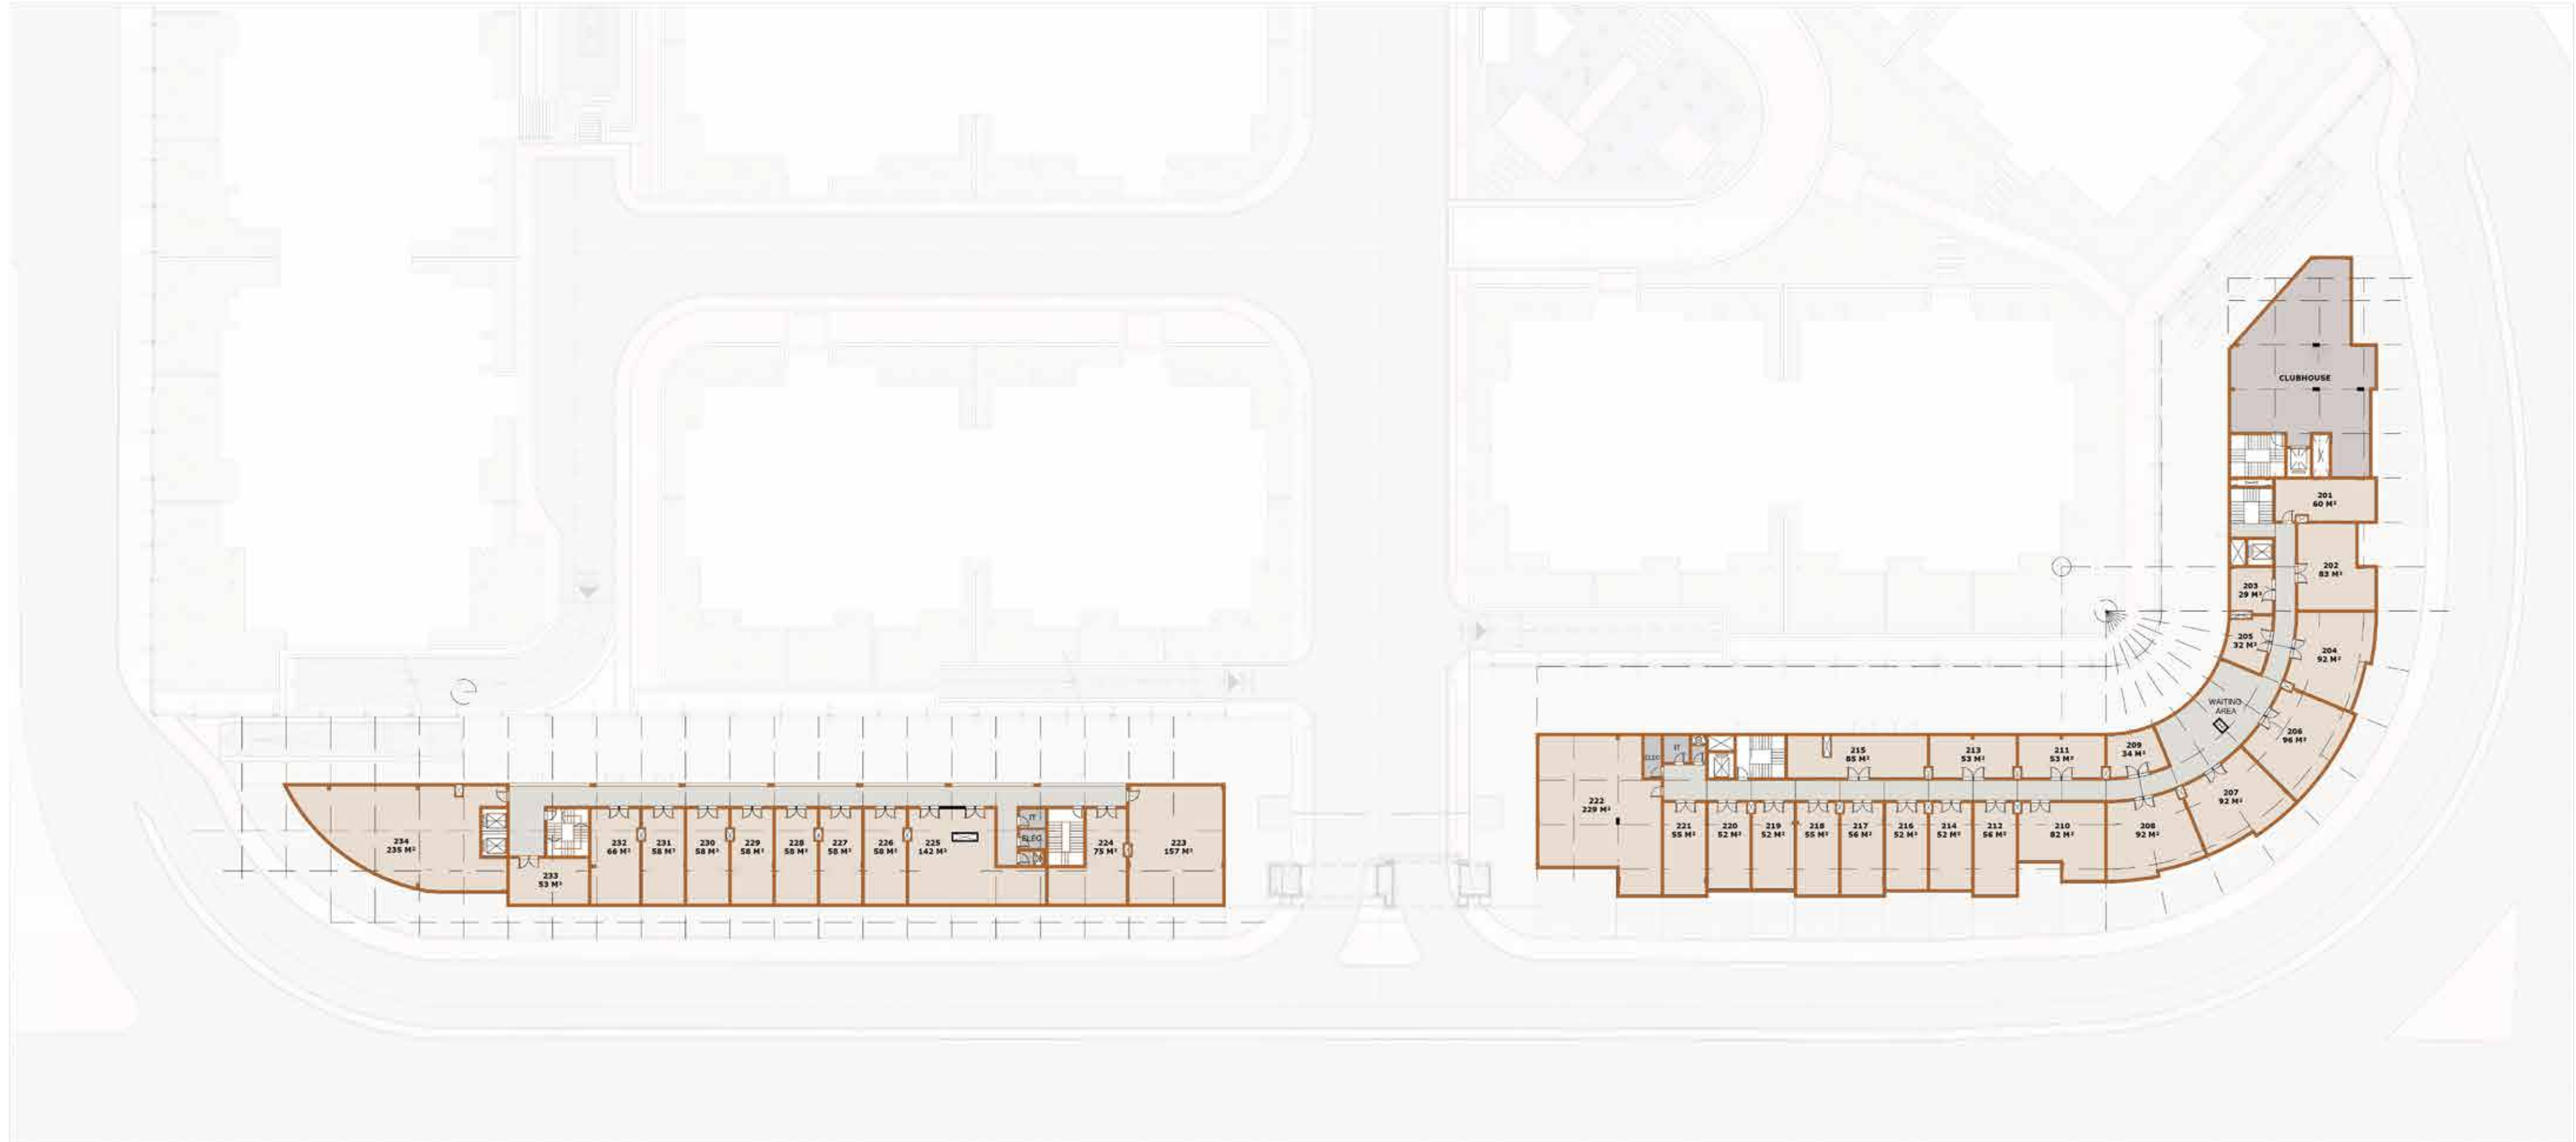 CLUBHOUSE
201
60 M²
202
83 M²
203
29 M²
205
32 M²
204
92 M²
WAITING
AREA
206
96 M²
207
92 M²
208
92 M²
209
34 M²
211
53 M²
213
53 M²
215
85 M²
IT
ELEC
222
229 M²
221
55 M²
220
52 M²
219
52 M²
218
55 M²
217
56 M²
216
52 M²
214
52 M²
212
56 M²
210
82 M²
234
235 M²
233
53 M²
232
66 M²
231
58 M²
230
58 M²
229
58 M²
228
58 M²
227
58 M²
226
58 M²
225
142 M²
IT
ELEC
224
75 M²
223
157 M²